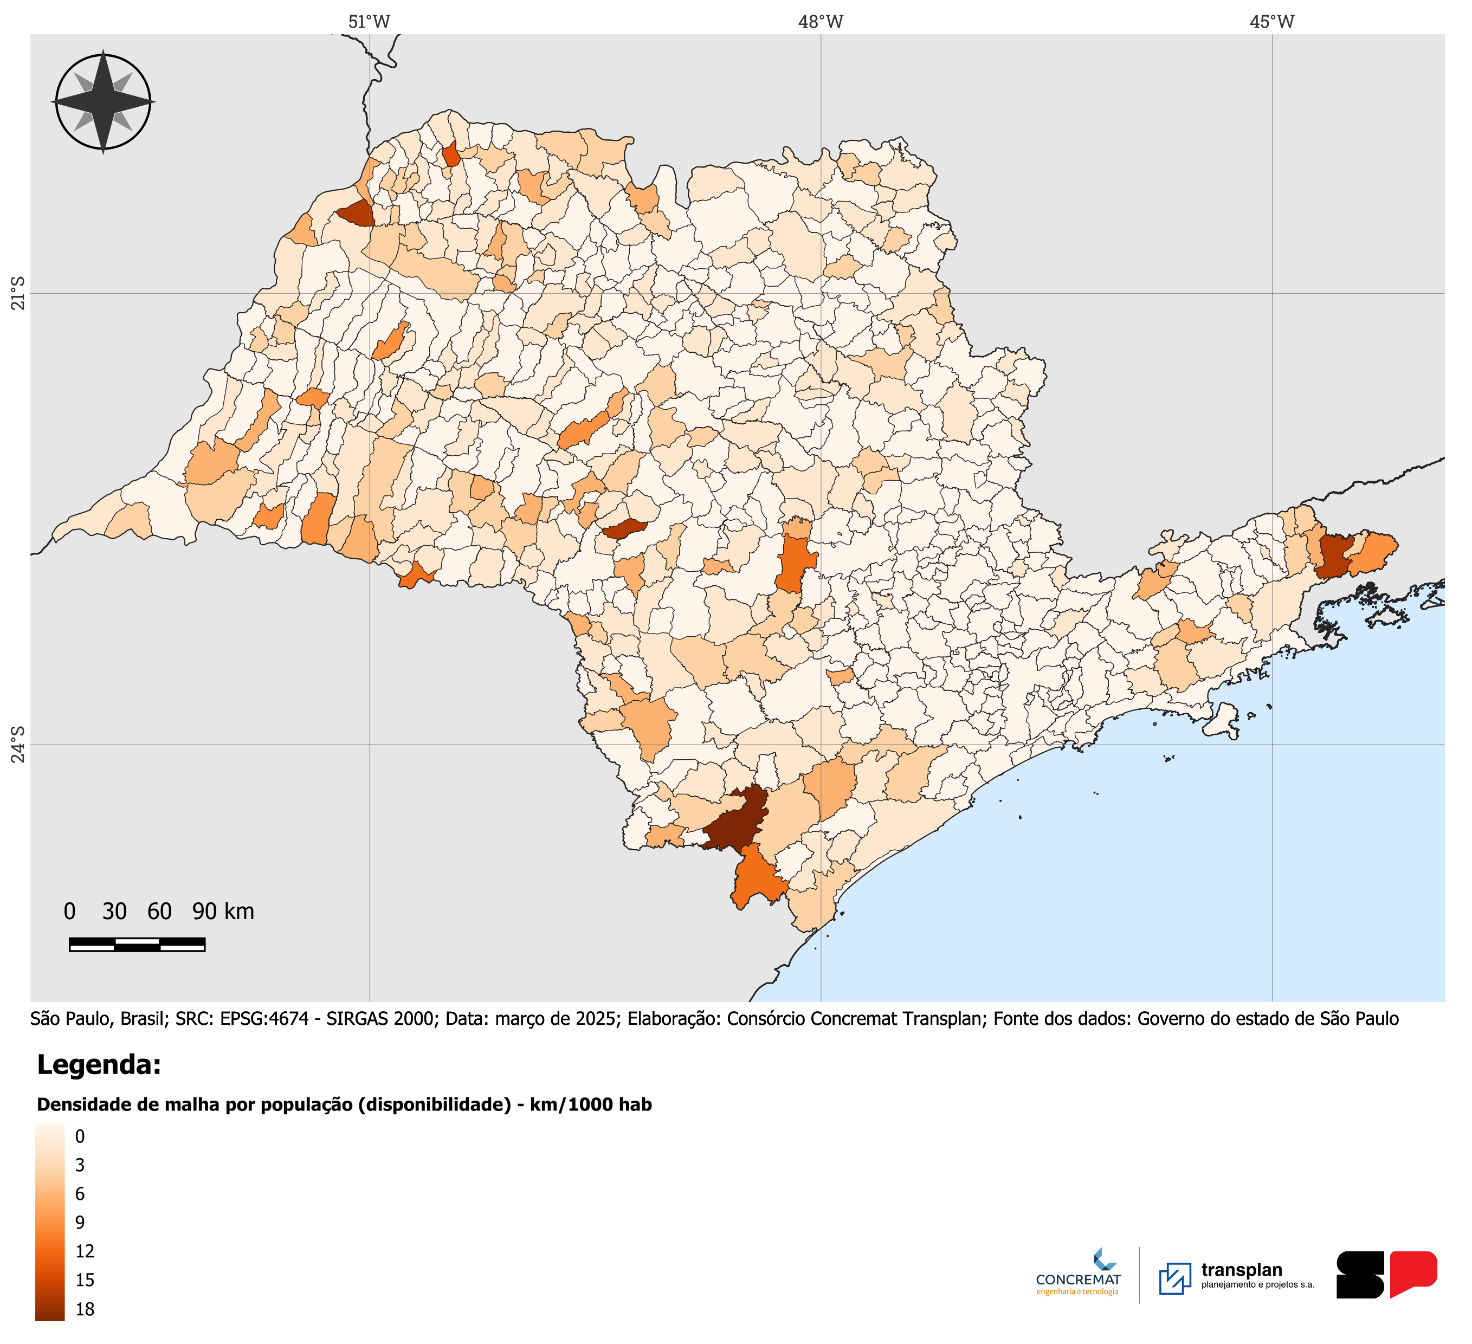 51°W 48°W 45°W
21°S
24°S
0 30 60 90 km
São Paulo, Brasil; SRC: EPSG:4674 - SIRGAS 2000; Data: março de 2025; Elaboração: Consórcio Concremat Transplan; Fonte dos dados: Governo do estado de São Paulo
Legenda:
Densidade de malha por população (disponibilidade) - km/1000 hab
0
3
6
9
12
15
18
CONCREMAT
engenharia e tecnologia
transplan
planejamento e projetos s.a.
SP